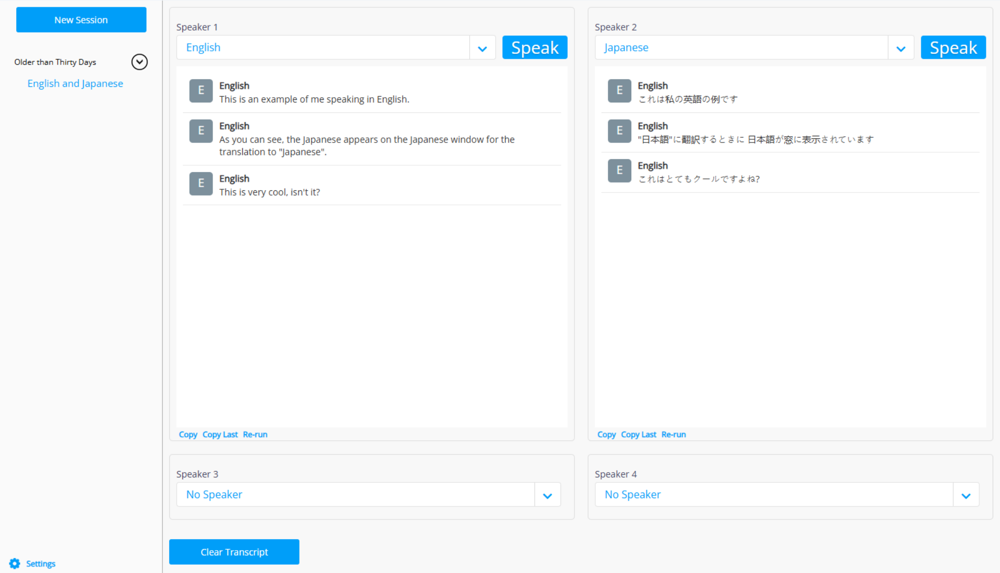 New Session
Older than Thirty Days
English and Japanese
Settings
Speaker 1
English
Speak
E
English
This is an example of me speaking in English.
E
English
As you can see, the Japanese appears on the Japanese window for the
translation to "Japanese".
E
English
This is very cool, isn't it?
Copy Copy Last Re-run
Speaker 2
Japanese
Speak
E
English
これは私の英語の例です
E
English
"日本語"に翻訳するときに 日本語が窓に表示されています
E
English
これはとてもクールですよね?
Copy Copy Last Re-run
Speaker 3
No Speaker
Speaker 4
No Speaker
Clear Transcript